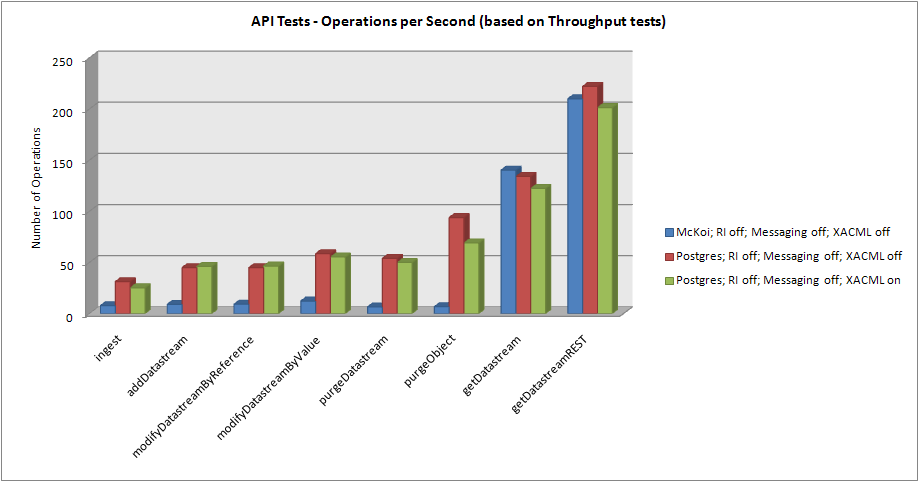 API Tests - Operations per Second (based on Throughput tests)
250
200
150
100
50
0
Number of Operations
ingest
addDatastream
modifyDatastreamByReference
modifyDatastreamByValue
purgeDatastream
purgeObject
getDatastream
getDatastreamREST
McKoi; RI off; Messaging off; XACML off
Postgres; RI off; Messaging off; XACML off
Postgres; RI off; Messaging off; XACML on